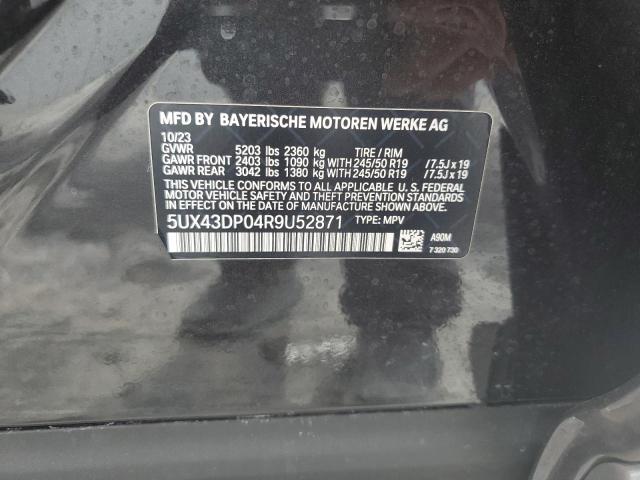 MFD BY BAYERISCHE MOTOREN WERKE AG
10/23
GVWR 5203 lbs 2360 kg TIRE / RIM
GAWR FRONT 2403 lbs 1090 kg WITH 245/50 R19 /7.5J x 19
GAWR REAR 3042 lbs 1380 kg WITH 245/50 R19 /7.5J x 19
THIS VEHICLE CONFORMS TO ALL APPLICABLE U. S. FEDERAL
MOTOR VEHICLE SAFETY AND THEFT PREVENTION STANDARDS
IN EFFECT ON THE DATE OF MANUFACTURE SHOWN ABOVE.
5UX43DP04R9U52871 TYPE: MPV
A90M
7 320 730